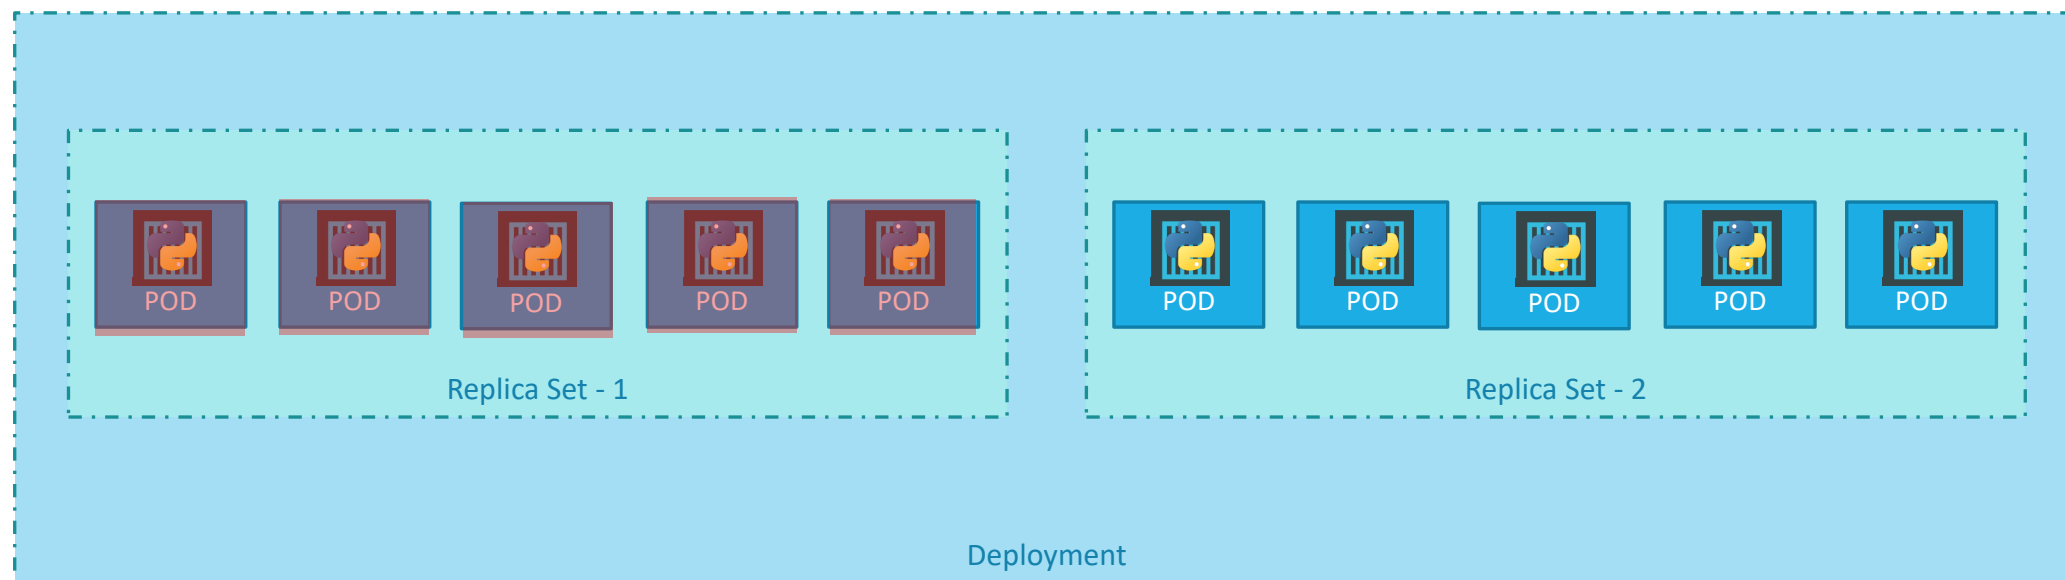 POD
POD
POD
POD
POD
Replica Set - 1
POD
POD
POD
POD
POD
Replica Set - 2
Deployment